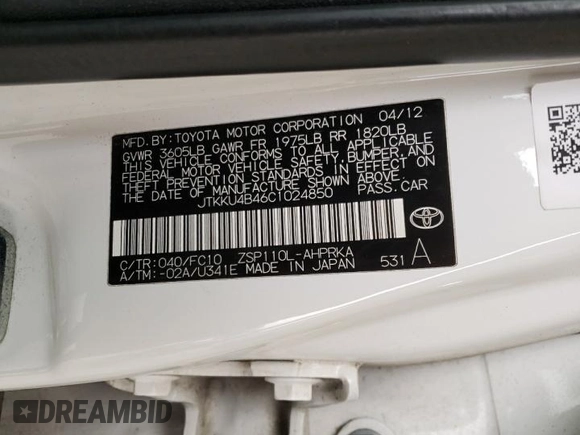 MFD. BY: TOYOTA MOTOR CORPORATION 04/12
GVWR 3605LB GAWR FR 1975LB RR 1820LB
THIS VEHICLE CONFORMS TO ALL APPLICABLE
FEDERAL MOTOR VEHICLE SAFETY, BUMPER, AND
THEFT PREVENTION STANDARDS IN EFFECT ON
THE DATE OF MANUFACTURE SHOWN ABOVE.
JTKKU4B46C1024850 PASS. CAR
C/TR: 040/FC10 ZSP110L-AHPRKA
A/TM: -02A/U341E MADE IN JAPAN 531 A
DREAMBID